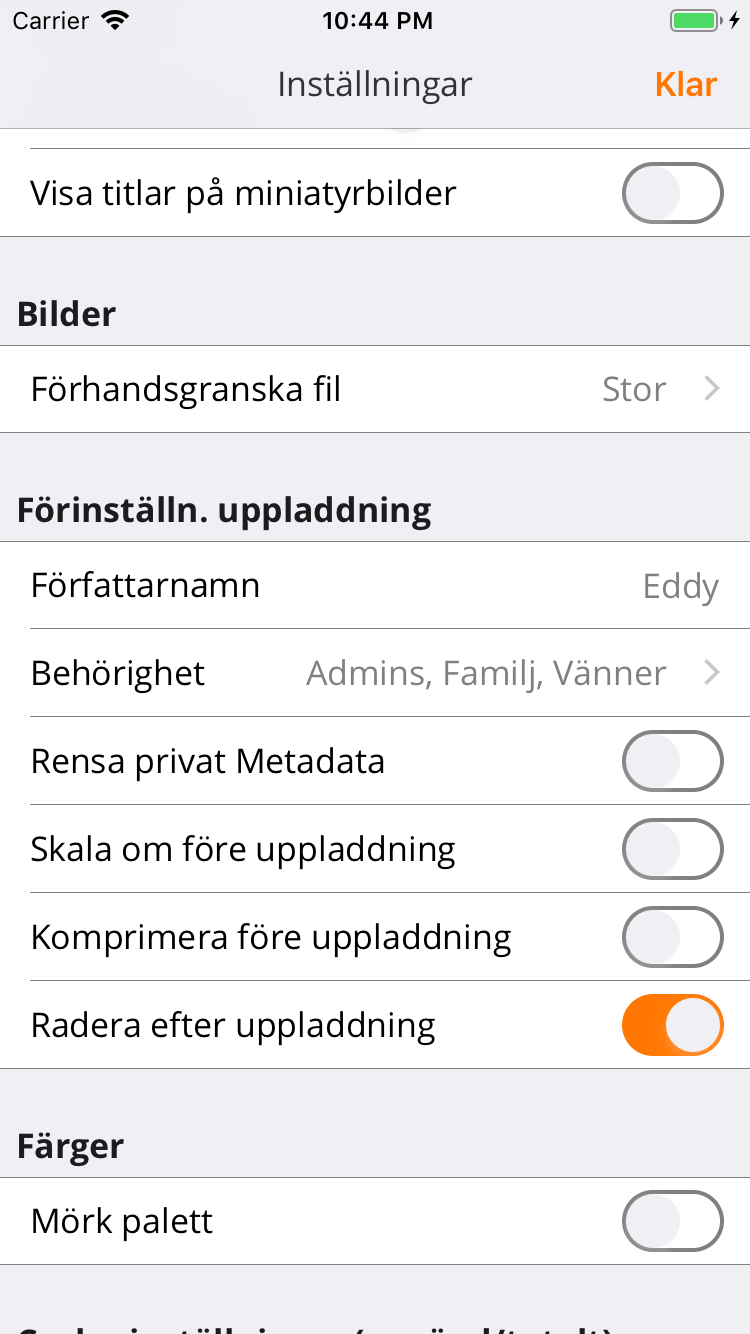 Carrier 10:44 PM
Inställningar Klar
Visa titlar på miniatyrbilder
Bilder
Förhandsgranska fil Stor
Förinställn. uppladdning
Författarnamn Eddy
Behörighet Admins, Familj, Vänner
Rensa privat Metadata
Skala om före uppladdning
Komprimera före uppladdning
Radera efter uppladdning
Färger
Mörk palett